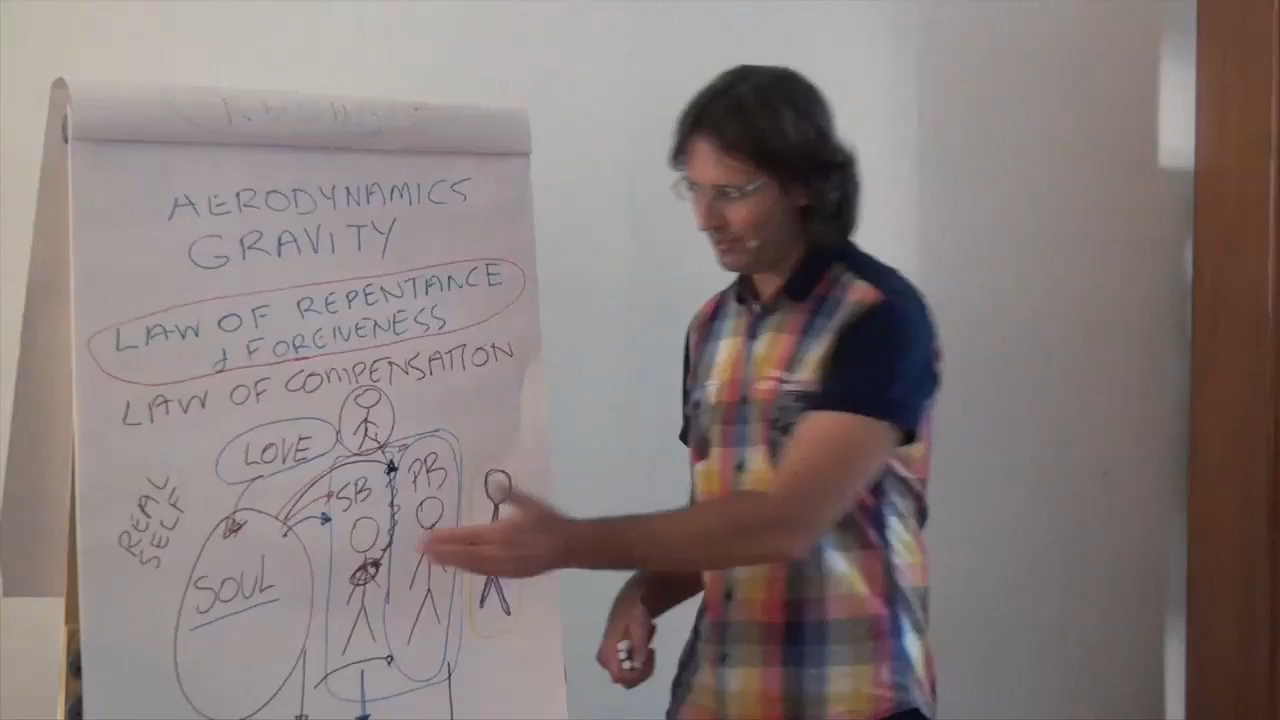 AERODYNAMICS
GRAVITY
LAW OF REPENTANCE
& FORGIVENESS
LAW OF COMPENSATION
LOVE
REAL
SELF
SB
PB
SOUL